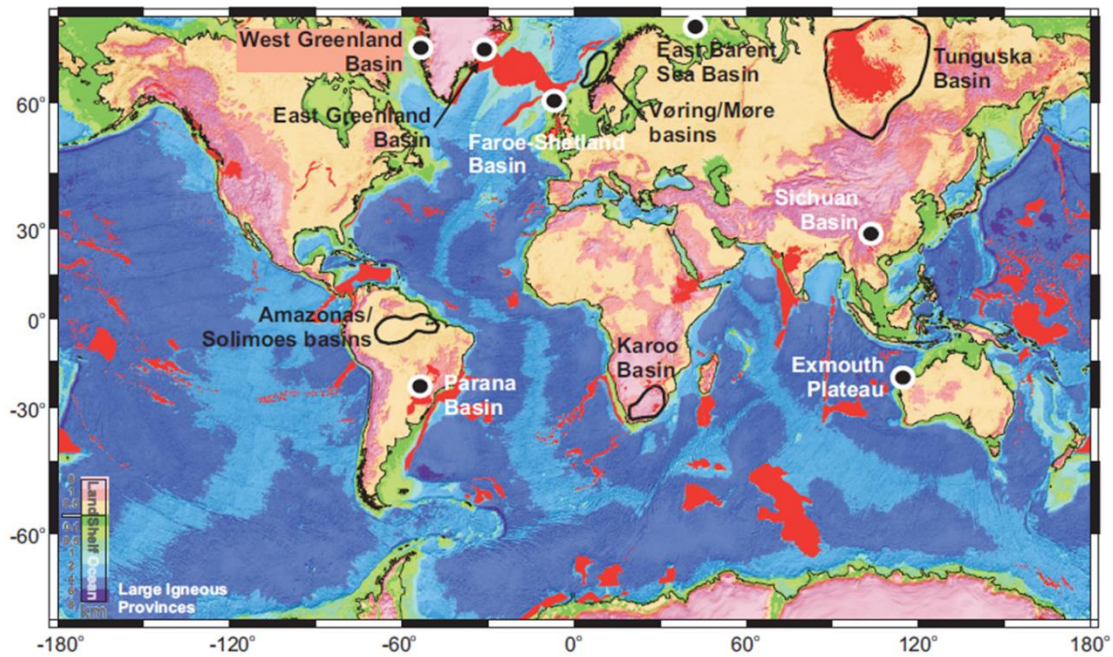 West Greenland
Basin
East Barent
Sea Basin
Tunguska
Basin
60°
East Greenland
Basin
Vøring/Møre
basins
Faroe-Shetland
Basin
Sichuan
Basin
30°
Amazonas/
Solimoes basins
0°
Karoo
Basin
Exmouth
Plateau
Parana
Basin
-30°
Land
Shelf
Ocean
-60°
km
Large Igneous
Provinces
-180 -120 -60 0° 60° 120° 180°